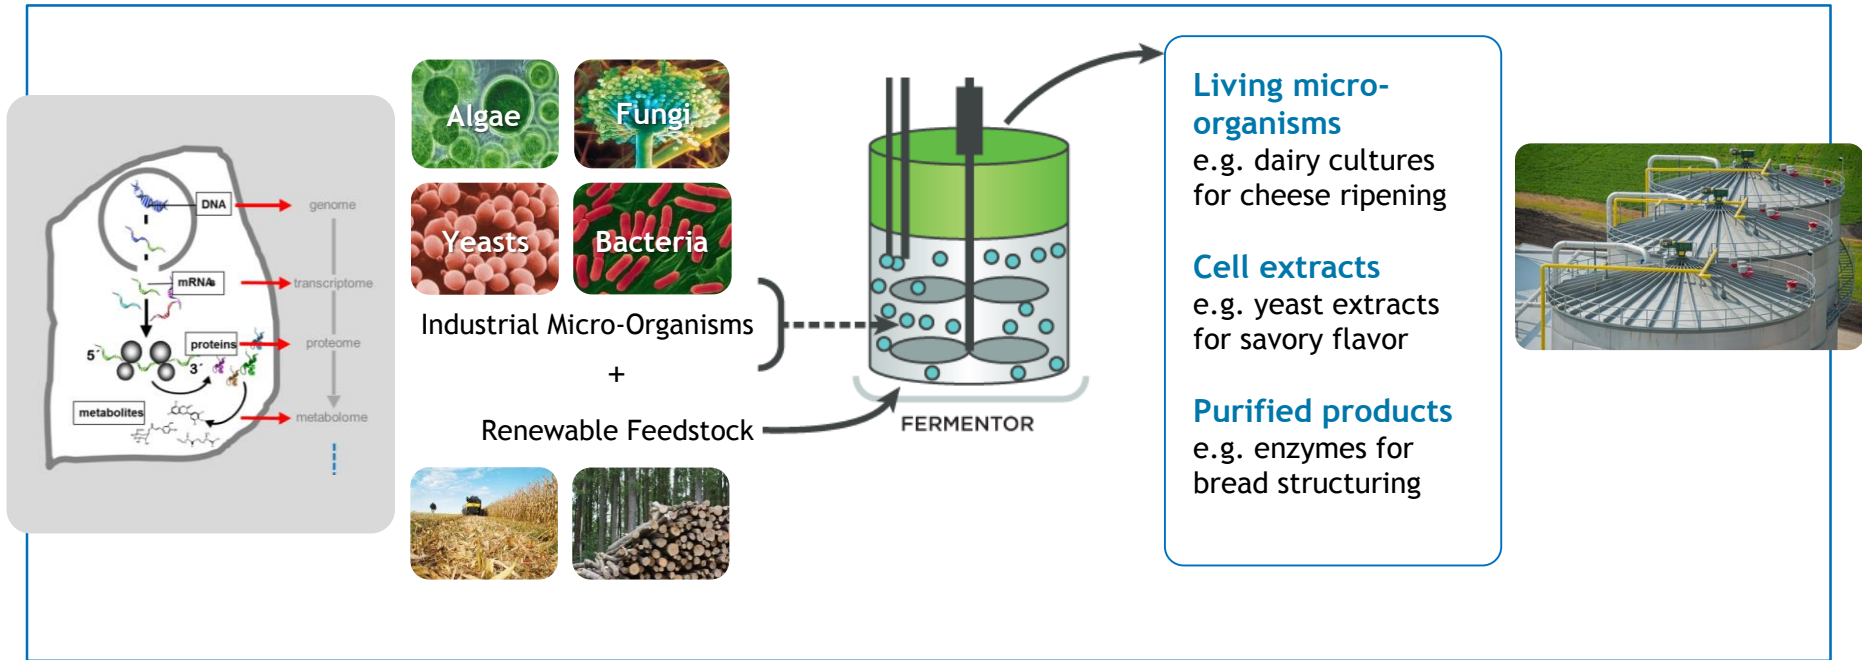 DNA
genome
mRNAs
transcriptome
proteins
proteome
5´
3´
metabolites
metabolome
Algae
Fungi
Yeasts
Bacteria
Industrial Micro-Organisms
+
Renewable Feedstock
FERMENTOR
Living micro-
organisms
e.g. dairy cultures
for cheese ripening
Cell extracts
e.g. yeast extracts
for savory flavor
Purified products
e.g. enzymes for
bread structuring